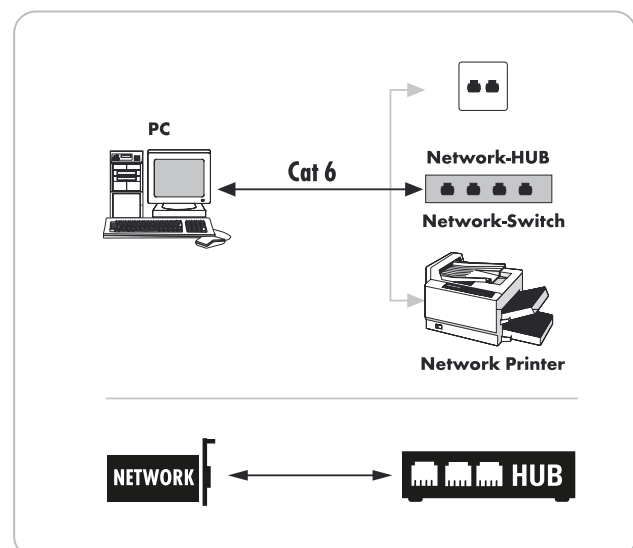 PC
Cat 6
Network-HUB
Network-Switch
Network Printer
NETWORK
HUB